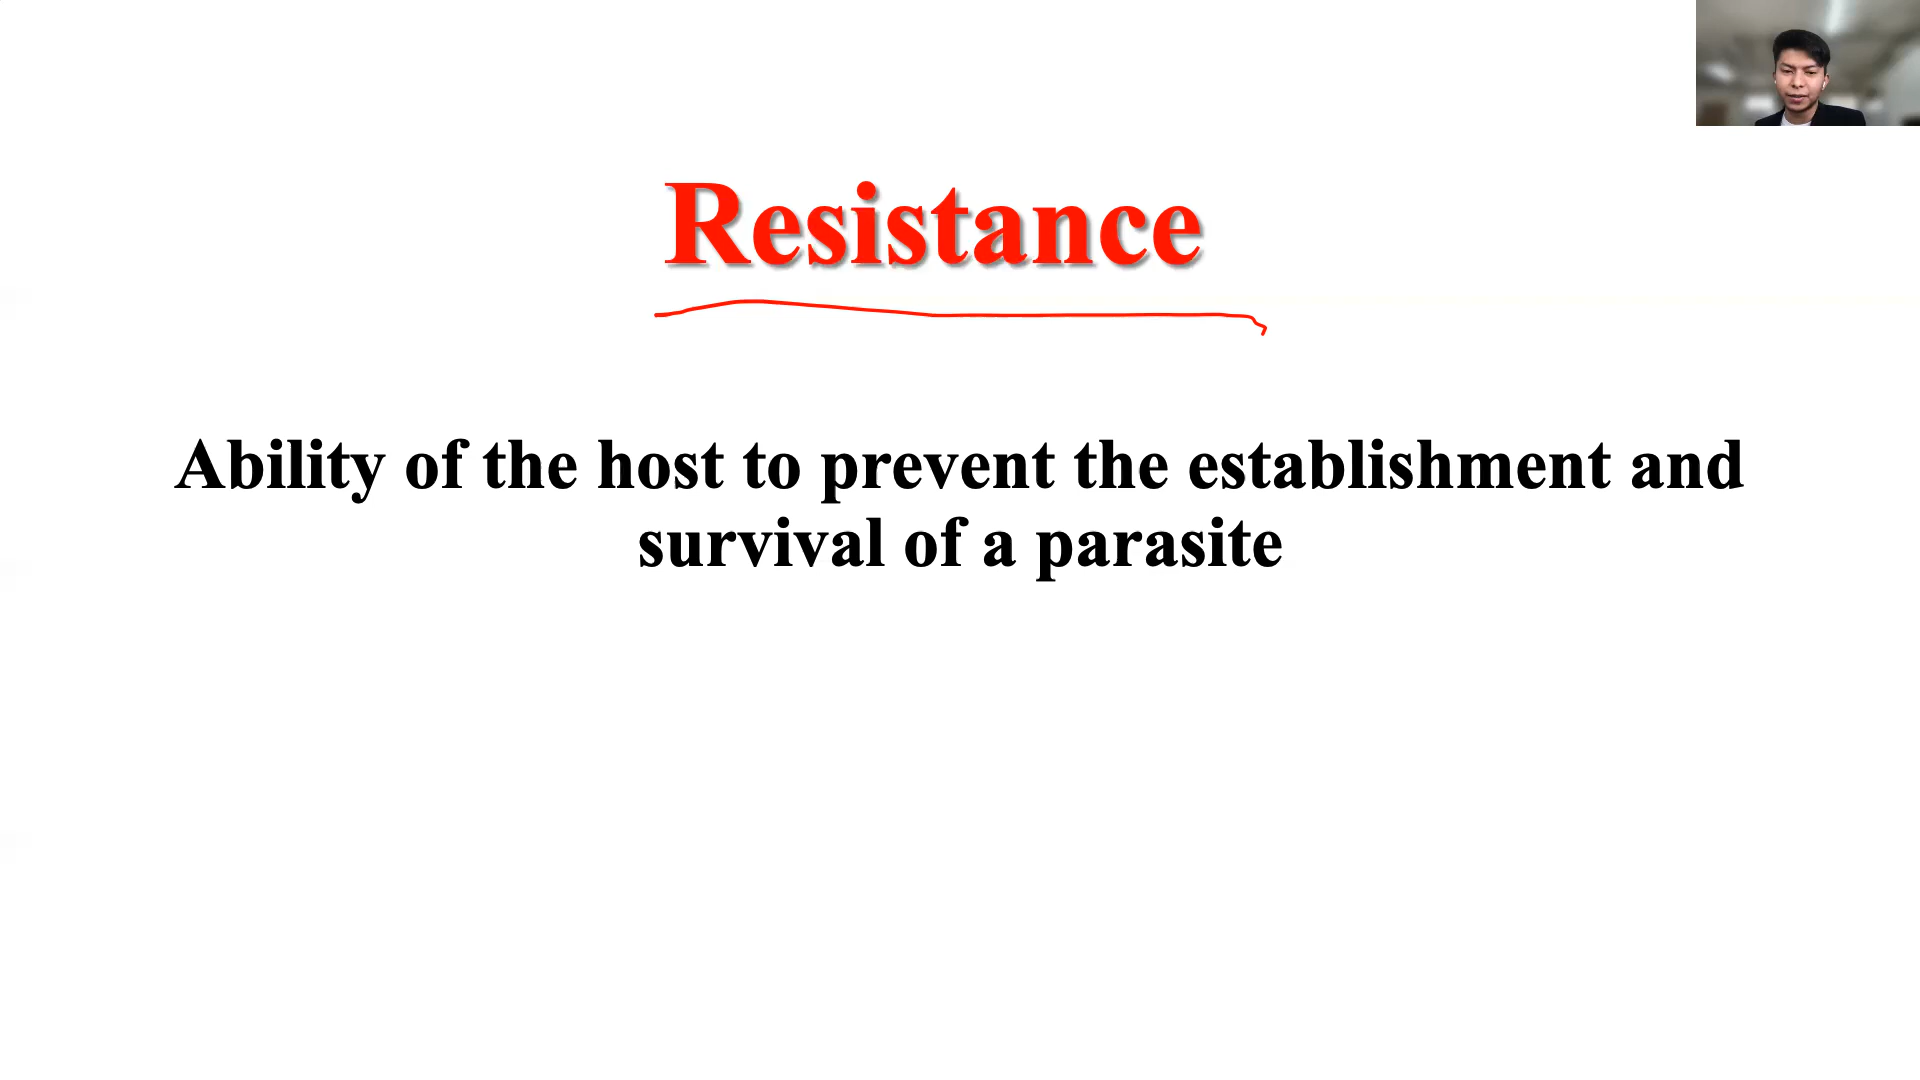 Resistance
Ability of the host to prevent the establishment and
survival of a parasite